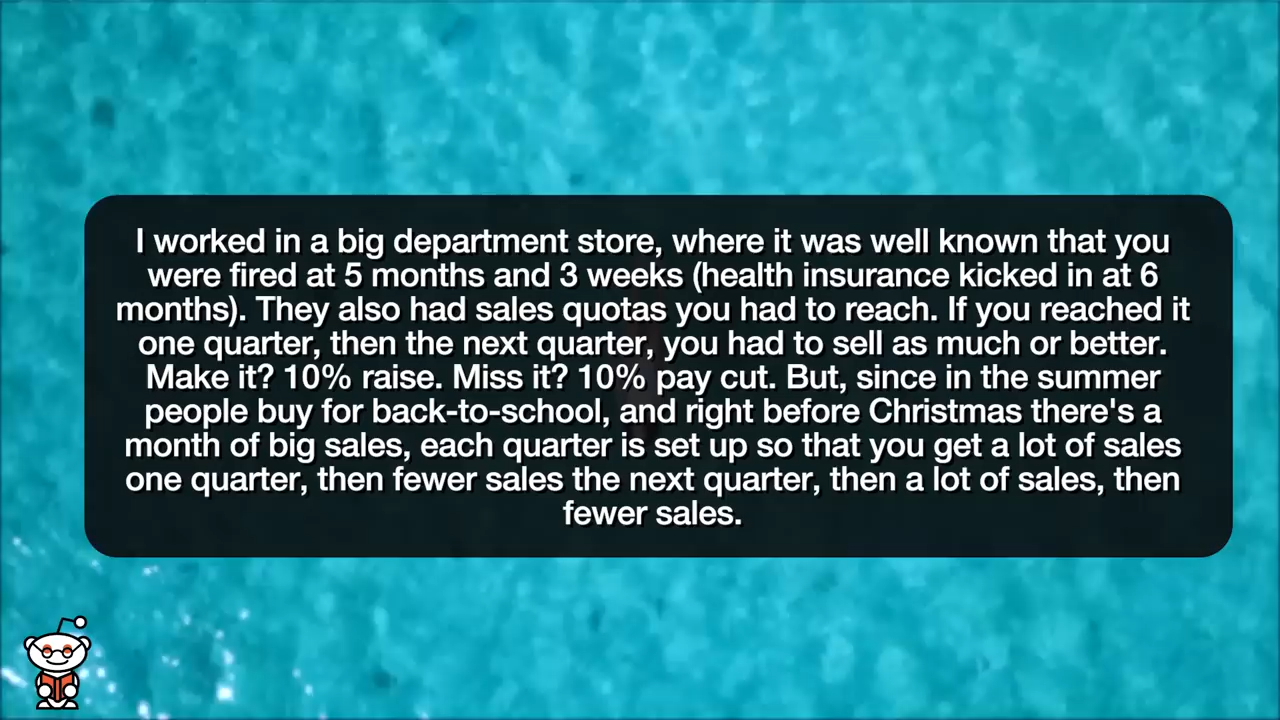 I worked in a big department store, where it was well known that you
were fired at 5 months and 3 weeks (health insurance kicked in at 6
months). They also had sales quotas you had to reach. If you reached it
one quarter, then the next quarter, you had to sell as much or better.
Make it? 10% raise. Miss it? 10% pay cut. But, since in the summer
people buy for back-to-school, and right before Christmas there's a
month of big sales, each quarter is set up so that you get a lot of sales
one quarter, then fewer sales the next quarter, then a lot of sales, then
fewer sales.